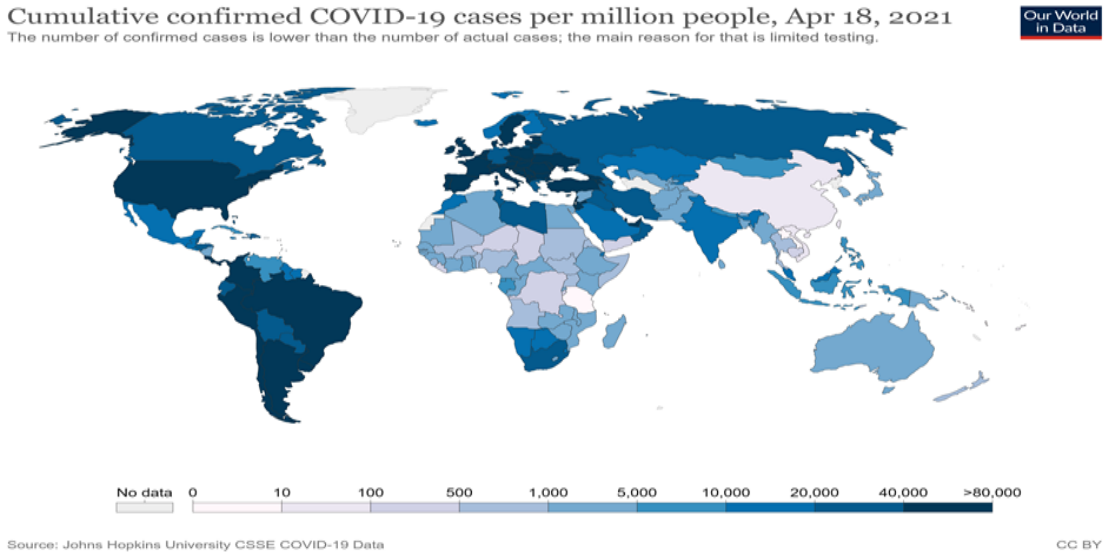 Cumulative confirmed COVID-19 cases per million people, Apr 18, 2021
The number of confirmed cases is lower than the number of actual cases; the main reason for that is limited testing.
Our World
in Data
No data 0 10 100 500 1,000 5,000 10,000 20,000 40,000 >80,000
Source: Johns Hopkins University CSSE COVID-19 Data
CC BY